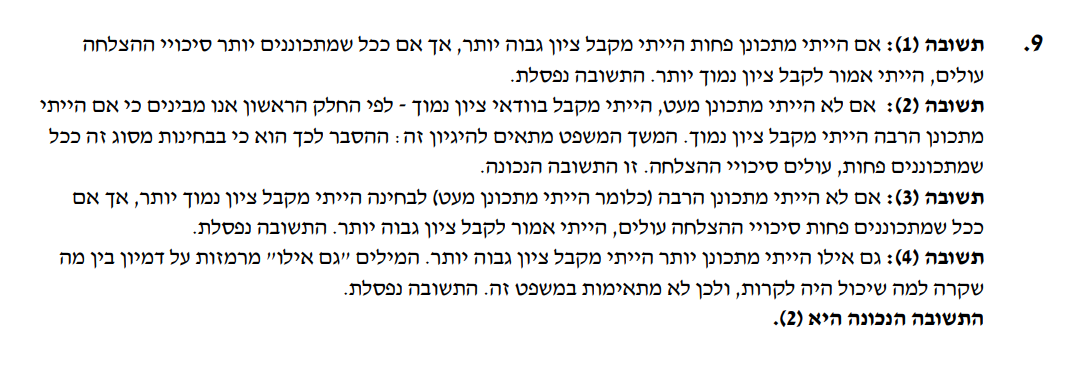 9. תשובה (1): אם הייתי מתכונן פחות הייתי מקבל ציון גבוה יותר, אך אם ככל שמתכוננים יותר סיכויי ההצלחה
עולים, הייתי אמור לקבל ציון נמוך יותר. התשובה נפסלת.
תשובה (2): אם לא הייתי מתכונן מעט, הייתי מקבל בוודאי ציון נמוך - לפי החלק הראשון אנו מבינים כי אם הייתי
מתכונן הרבה הייתי מקבל ציון נמוך. המשך המשפט מתאים להיגיון זה: ההסבר לכך הוא כי בבחינות מסוג זה ככל
שמתכוננים פחות, עולים סיכויי ההצלחה. זו התשובה הנכונה.
תשובה (3): אם לא הייתי מתכונן הרבה (כלומר הייתי מתכונן מעט) לבחינה הייתי מקבל ציון נמוך יותר, אך אם
ככל שמתכוננים פחות סיכויי ההצלחה עולים, הייתי אמור לקבל ציון גבוה יותר. התשובה נפסלת.
תשובה (4): גם אילו הייתי מתכונן יותר הייתי מקבל ציון גבוה יותר. המילים "גם אילו" מרמזות על דמיון בין מה
שקרה למה שיכול היה לקרות, ולכן לא מתאימות במשפט זה. התשובה נפסלת.
התשובה הנכונה היא (2).